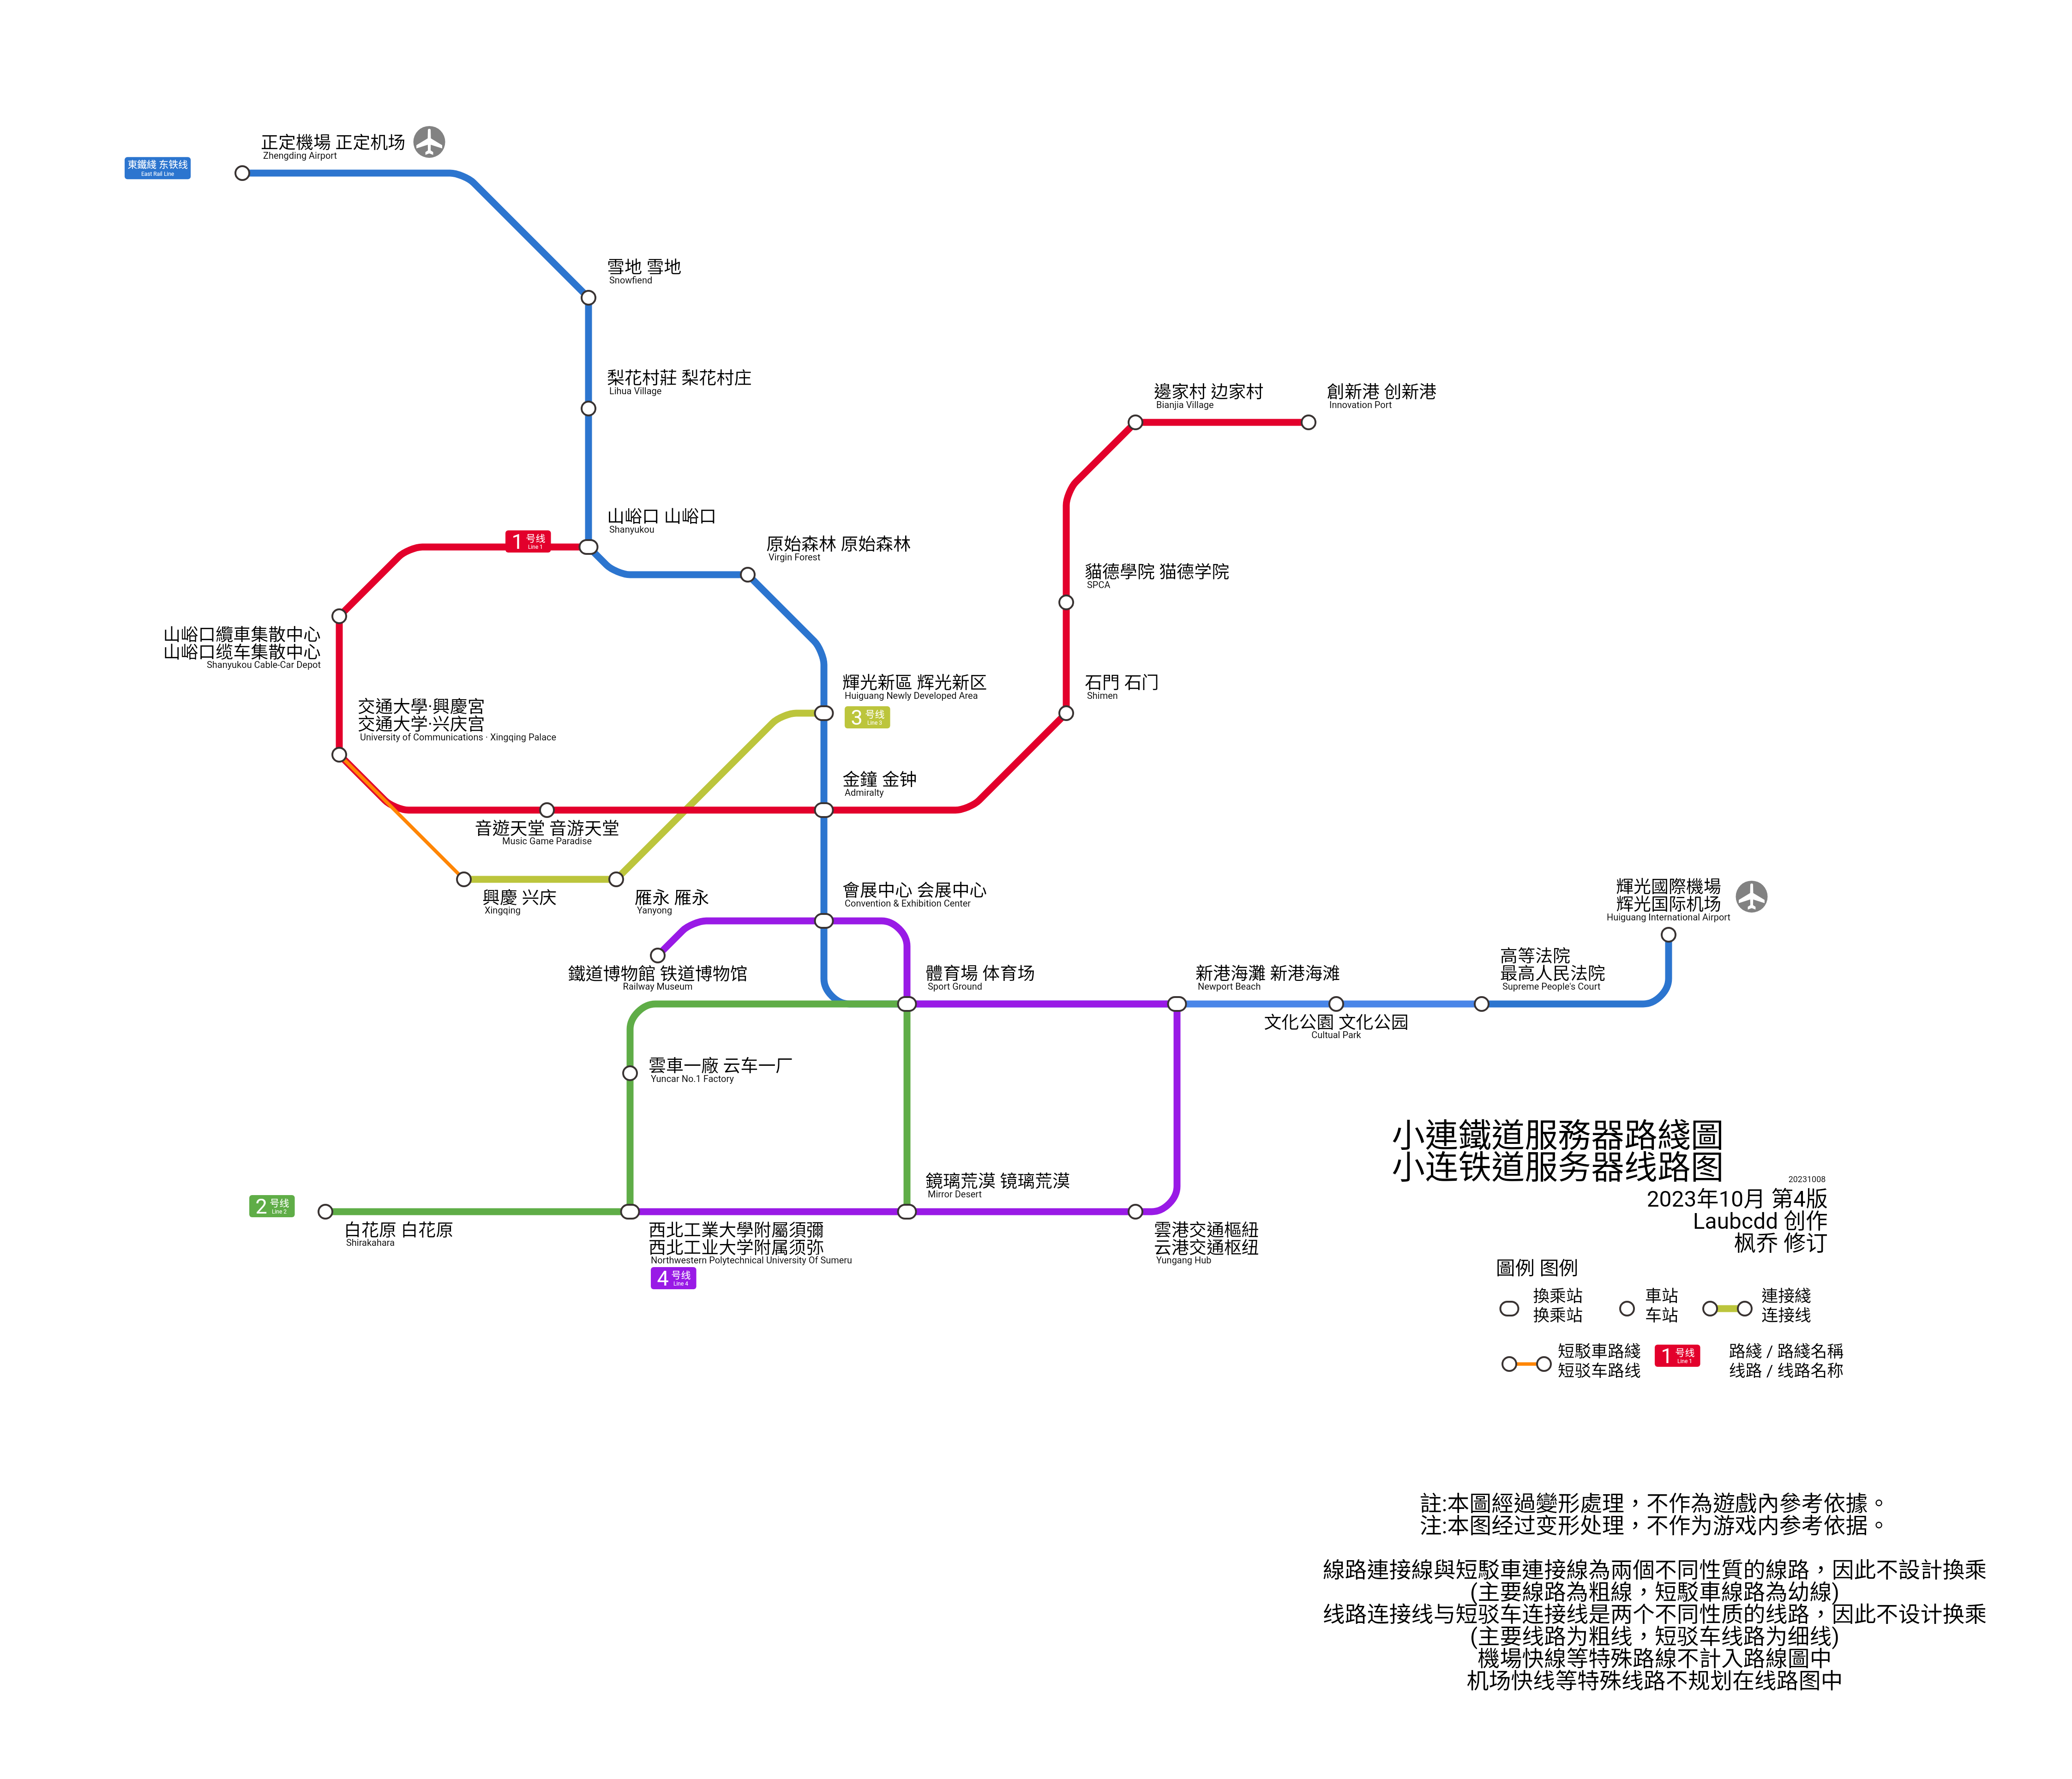 正定機場 正定机场
Zhengding Airport
東鐵綫 东铁线
East Rail Line
雪地 雪地
Snowfiend
梨花村莊 梨花村庄
Lihua Village
邊家村 边家村
Bianjia Village
創新港 创新港
Innovation Port
山峪口 山峪口
Shanyukou
1 号线
Line 1
原始森林 原始森林
Virgin Forest
貓德學院 猫德学院
SPCA
山峪口纜車集散中心
山峪口缆车集散中心
Shanyukou Cable-Car Depot
輝光新區 辉光新区
Huiguang Newly Developed Area
3 号线
Line 3
石門 石门
Shimen
交通大學·興慶宮
交通大学·兴庆宫
University of Communications · Xingqing Palace
金鐘 金钟
Admiralty
音遊天堂 音游天堂
Music Game Paradise
興慶 兴庆
Xingqing
雁永 雁永
Yanyong
會展中心 会展中心
Convention & Exhibition Center
輝光國際機場
辉光国际机场
Huiguang International Airport
鐵道博物館 铁道博物馆
Railway Museum
體育場 体育场
Sport Ground
新港海灘 新港海滩
Newport Beach
高等法院
最高人民法院
Supreme People's Court
文化公園 文化公园
Cultual Park
雲車一廠 云车一厂
Yuncar No.1 Factory
鏡璃荒漠 镜璃荒漠
Mirror Desert
2 号线
Line 2
白花原 白花原
Shirakahara
西北工業大學附屬須彌
西北工业大学附属须弥
Northwestern Polytechnical University Of Sumeru
4 号线
Line 4
雲港交通樞紐
云港交通枢纽
Yungang Hub
小連鐵道服務器路綫圖
小连铁道服务器线路图
20231008
2023年10月 第4版
Laubcdd 创作
枫乔 修订
圖例 图例
換乘站
换乘站
車站
车站
連接綫
连接线
短駁車路綫
短驳车路线
1 号线
Line 1
路綫 / 路綫名稱
线路 / 线路名称
註:本圖經過變形處理，不作為遊戲內參考依據。
注:本图经过变形处理，不作为游戏内参考依据。
線路連接線與短駁車連接線為兩個不同性質的線路，因此不設計換乘
(主要線路為粗線，短駁車線路為幼線)
线路连接线与短驳车连接线是两个不同性质的线路，因此不设计换乘
(主要线路为粗线，短驳车线路为细线)
機場快線等特殊路線不計入路線圖中
机场快线等特殊线路不规划在线路图中